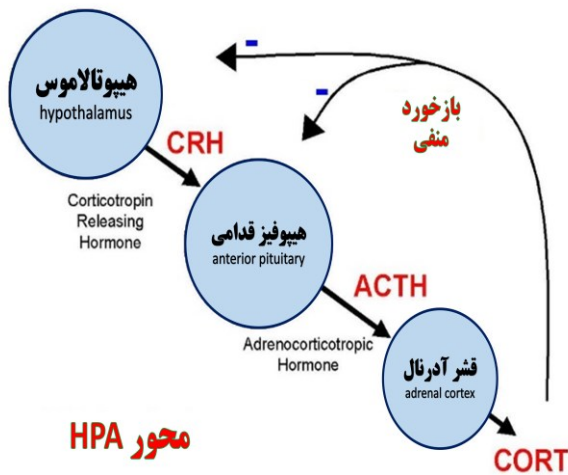 هیپوتالاموس
hypothalamus
-
-
بازخورد
منفی
CRH
Corticotropin
Releasing
Hormone
هیپوفیز قدامی
anterior pituitary
ACTH
Adrenocorticotropic
Hormone
قشر آدرنال
adrenal cortex
محور HPA
CORT